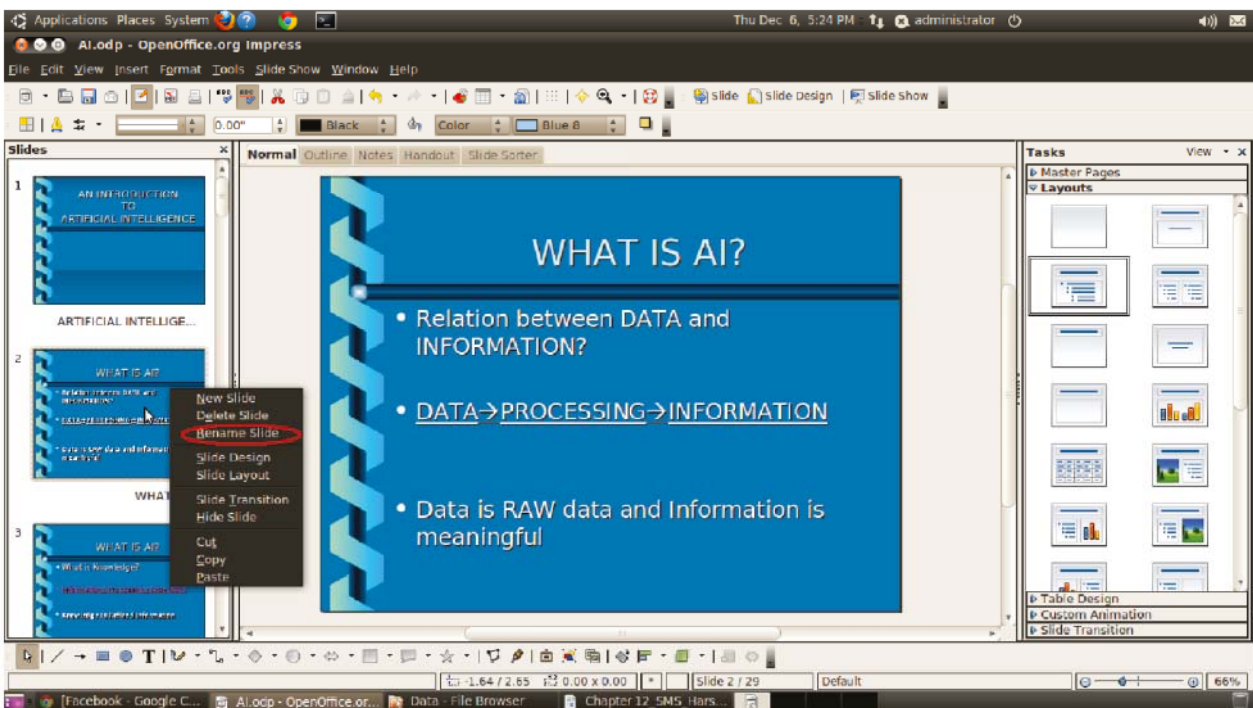 Applications Places System
Thu Dec 6, 5:24 PM
administrator
AI.odp - OpenOffice.org Impress
File Edit View Insert Format Tools Slide Show Window Help
Slide Slide Design Slide Show
0.00" Black Color Blue 8
Slides
Normal Outline Notes Handout Slide Sorter
1
AN INTRODUCTION
TO
ARTIFICIAL INTELLIGENCE
ARTIFICIAL INTELLIGE...
2
WHAT IS AI?
WHAT
3
WHAT IS AI?
• What is Knowledge?
New Slide
Delete Slide
Rename Slide
Slide Design
Slide Layout
Slide Transition
Hide Slide
Cut
Copy
Paste
WHAT IS AI?
• Relation between DATA and
INFORMATION?
• DATA→PROCESSING→INFORMATION
• Data is RAW data and Information is
meaningful
Tasks View
Master Pages
Layouts
Table Design
Custom Animation
Slide Transition
-1.64 / 2.65 0.00 x 0.00 * Slide 2 / 29 Default 66%
[Facebook - Google C... AI.odp - OpenOffice.or... Data - File Browser Chapter 12_SMS_Hars...